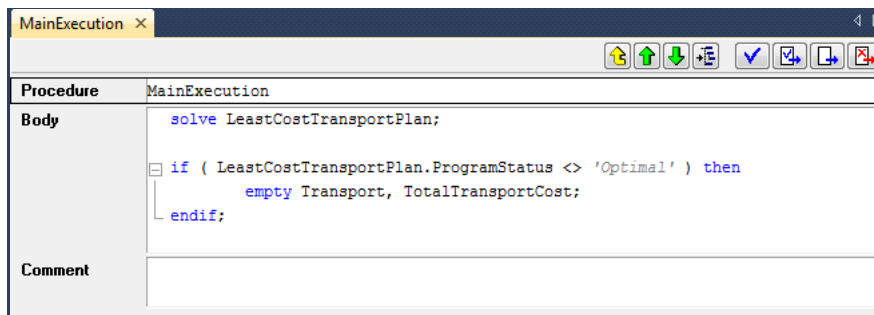 MainExecution
Procedure MainExecution
Body solve LeastCostTransportPlan;
if ( LeastCostTransportPlan.ProgramStatus <> 'Optimal' ) then
empty Transport, TotalTransportCost;
endif;
Comment